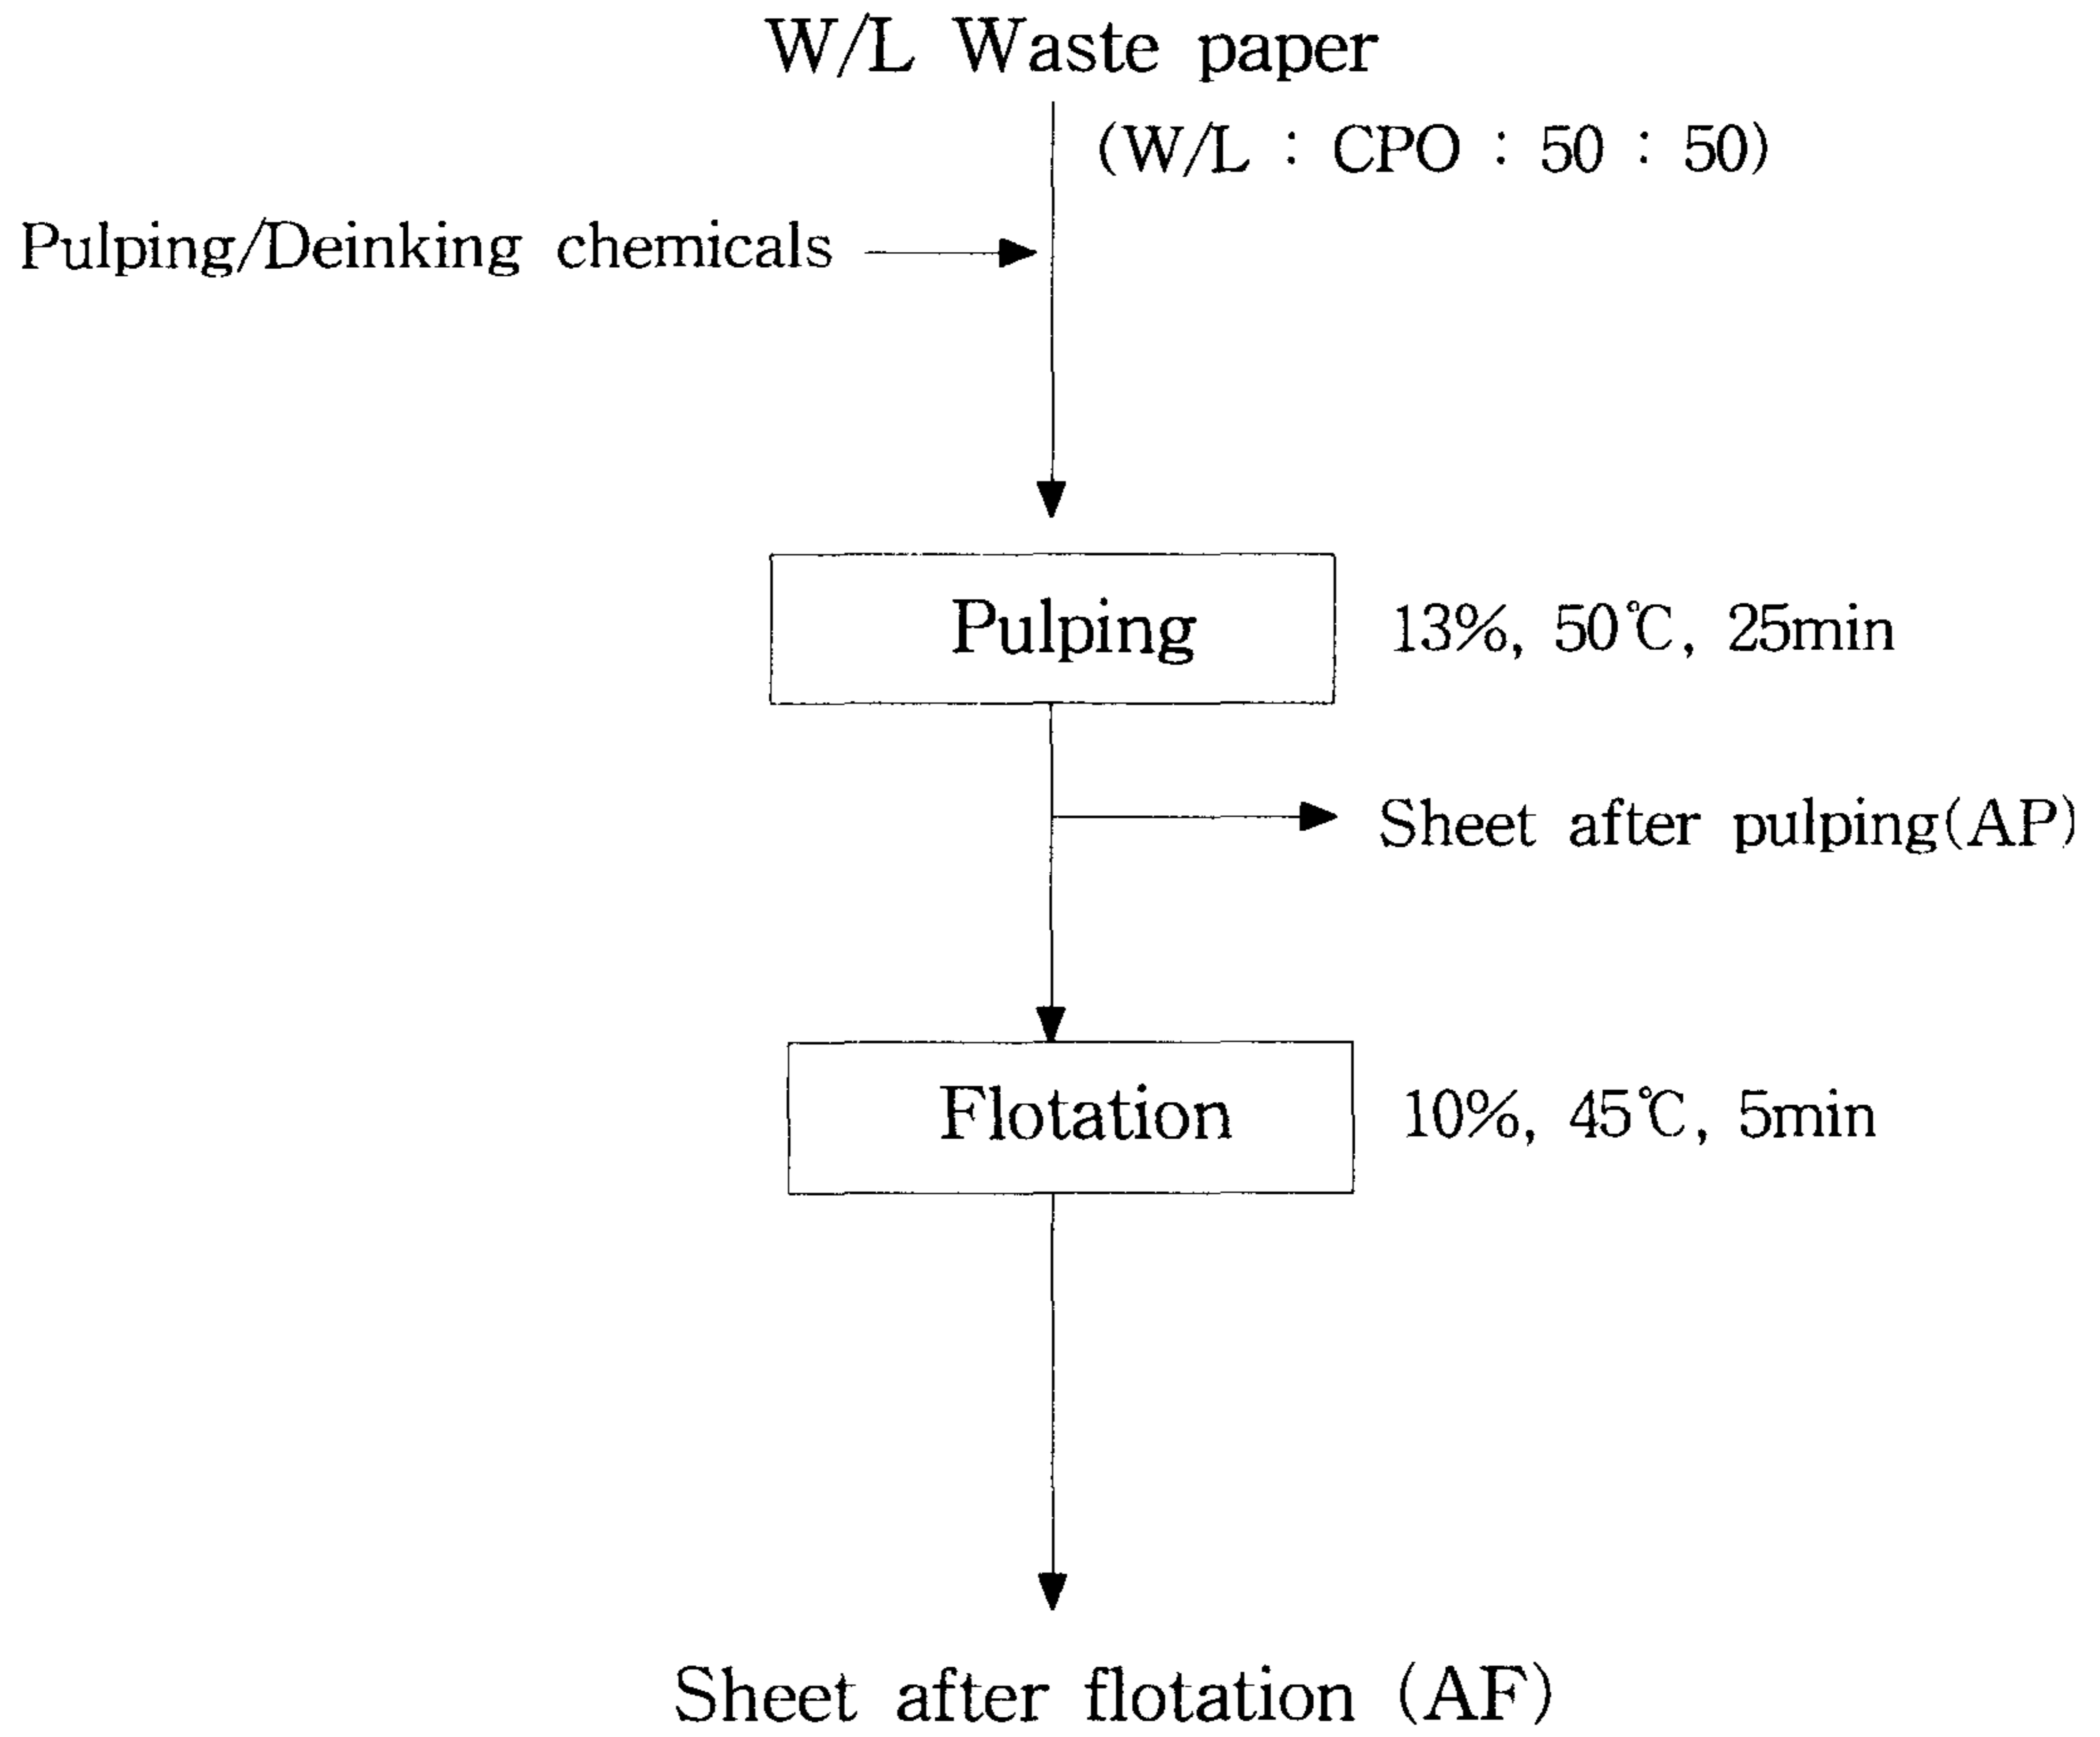 W/L Waste paper
(W/L : CPO : 50 : 50)
Pulping/Deinking chemicals
Pulping
13%, 50℃, 25min
Sheet after pulping(AP)
Flotation
10%, 45℃, 5min
Sheet after flotation (AF)